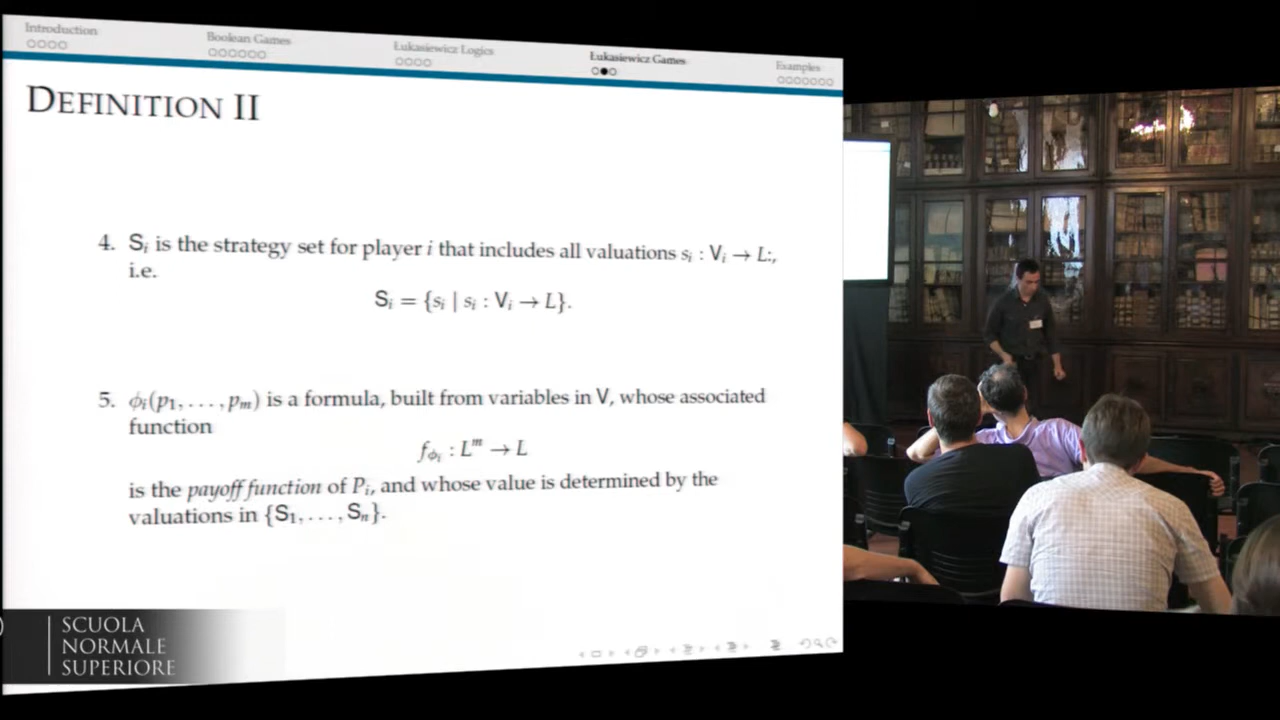 Introduction
Boolean Games
Łukasiewicz Logics
Łukasiewicz Games
Examples
DEFINITION II
4. Sᵢ is the strategy set for player i that includes all valuations sᵢ : Vᵢ → L:,
i.e.
Sᵢ = {sᵢ | sᵢ : Vᵢ → L}.
5. ϕᵢ(p₁, . . . , pₘ) is a formula, built from variables in V, whose associated
function
f_ϕᵢ : Lᵐ → L
is the payoff function of Pᵢ, and whose value is determined by the
valuations in {S₁, . . . , Sₙ}.
SCUOLA
NORMALE
SUPERIORE